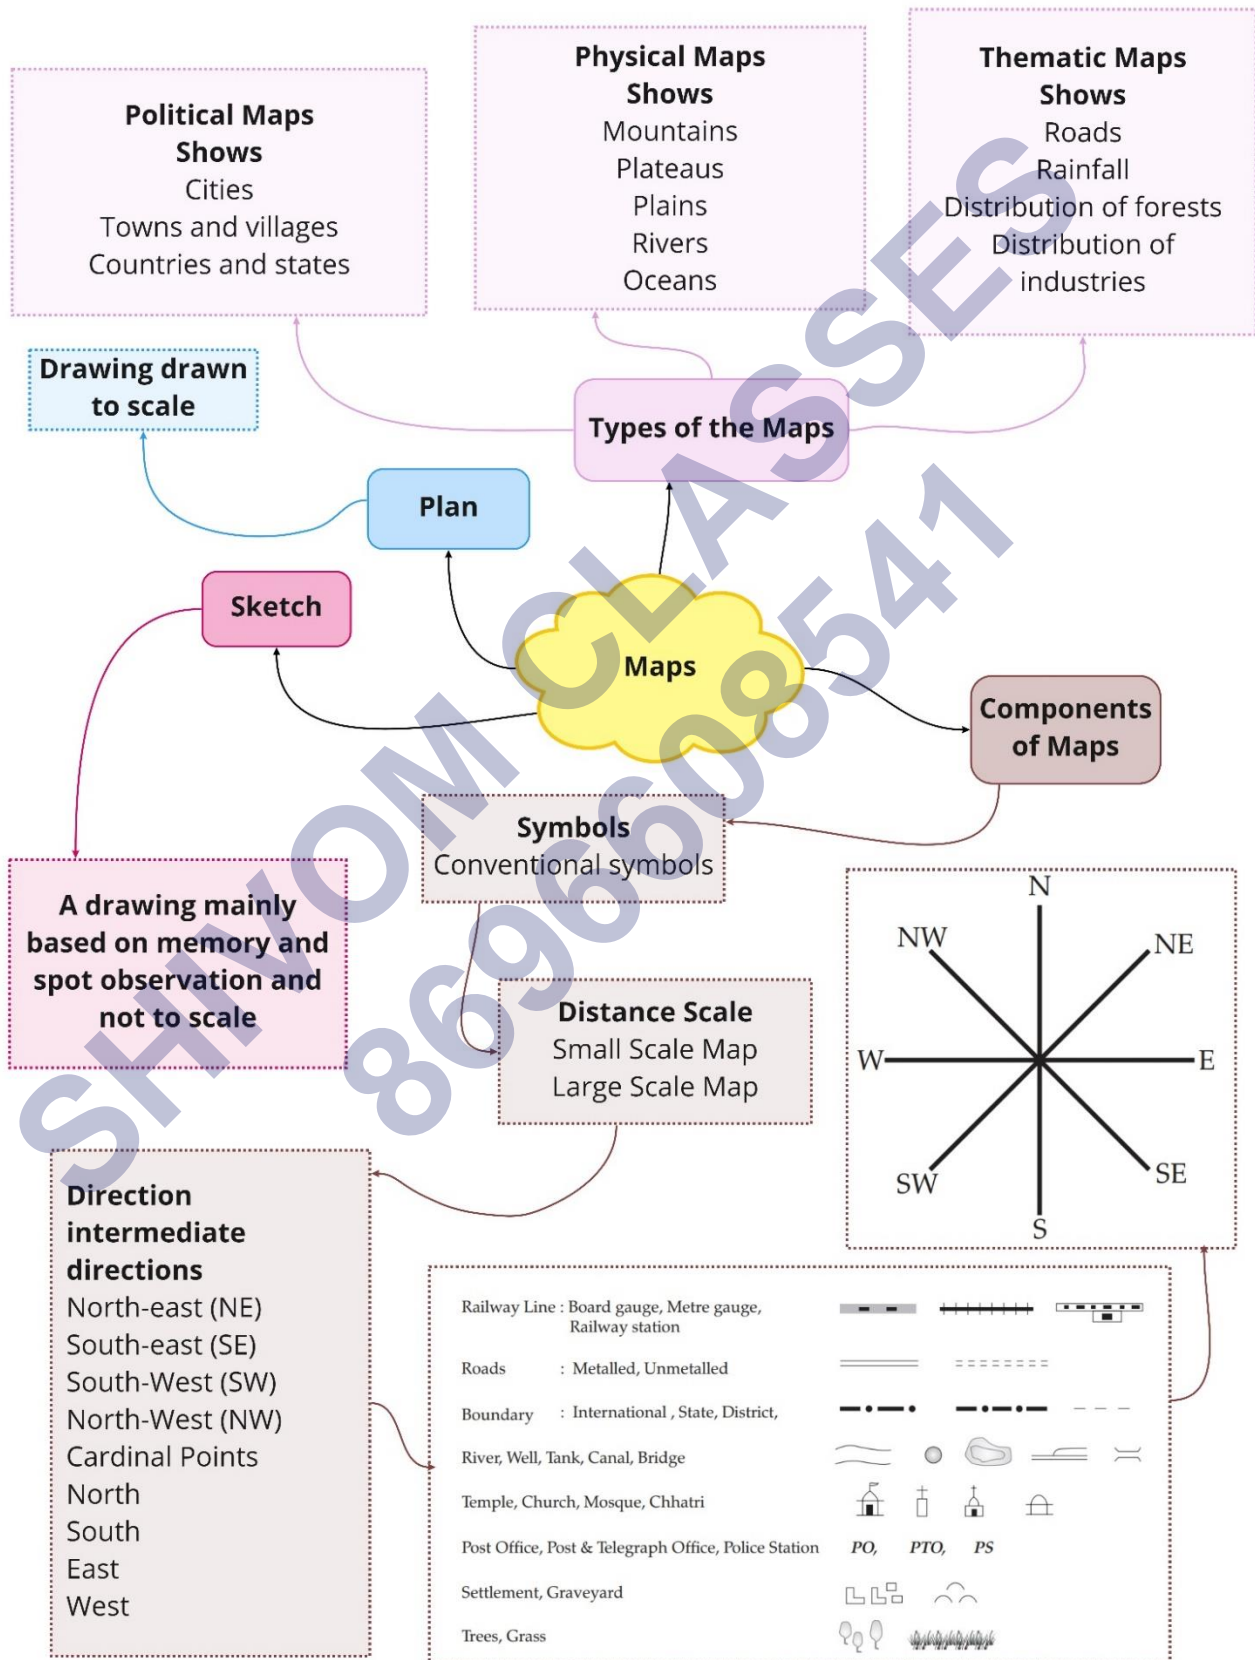 Political Maps
Shows
Cities
Towns and villages
Countries and states
Physical Maps
Shows
Mountains
Plateaus
Plains
Rivers
Oceans
Thematic Maps
Shows
Roads
Rainfall
Distribution of forests
Distribution of
industries
Drawing drawn
to scale
Types of the Maps
Plan
Sketch
Maps
Components
of Maps
Symbols
Conventional symbols
A drawing mainly
based on memory and
spot observation and
not to scale
Distance Scale
Small Scale Map
Large Scale Map
N
NW
NE
W
E
SW
SE
S
Direction
intermediate
directions
North-east (NE)
South-east (SE)
South-West (SW)
North-West (NW)
Cardinal Points
North
South
East
West
Railway Line : Board gauge, Metre gauge,
Railway station
Roads : Metalled, Unmetalled
Boundary : International , State, District,
River, Well, Tank, Canal, Bridge
Temple, Church, Mosque, Chhatri
Post Office, Post & Telegraph Office, Police Station PO, PTO, PS
Settlement, Graveyard
Trees, Grass
SHIVOM CLASSES
8696608541